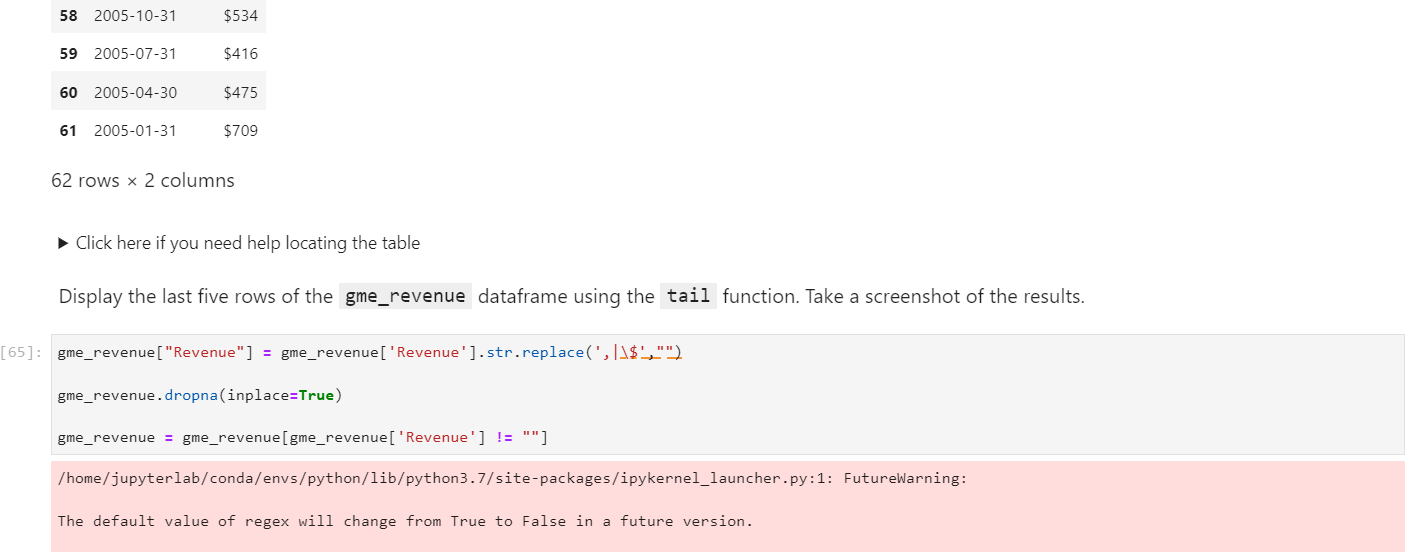 58 2005-10-31 $534
59 2005-07-31 $416
60 2005-04-30 $475
61 2005-01-31 $709
62 rows × 2 columns
▶ Click here if you need help locating the table
Display the last five rows of the gme_revenue dataframe using the tail function. Take a screenshot of the results.
[65]: gme_revenue["Revenue"] = gme_revenue['Revenue'].str.replace(',|\$',"")
gme_revenue.dropna(inplace=True)
gme_revenue = gme_revenue[gme_revenue['Revenue'] != ""]
/home/jupyterlab/conda/envs/python/lib/python3.7/site-packages/ipykernel_launcher.py:1: FutureWarning:
The default value of regex will change from True to False in a future version.